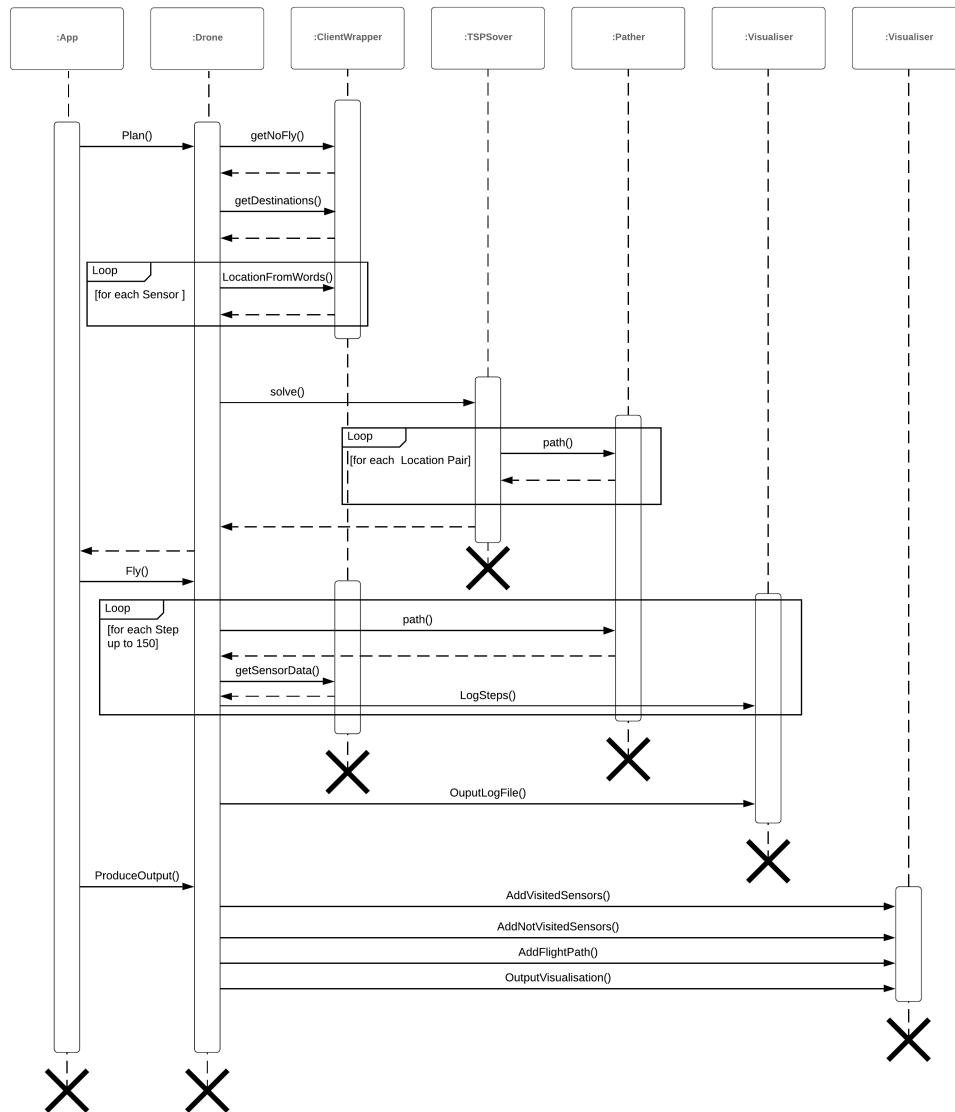 :App
:Drone
:ClientWrapper
:TSPSover
:Pather
:Visualiser
:Visualiser
Plan()
getNoFly()
getDestinations()
Loop
LocationFromWords()
[for each Sensor ]
solve()
Loop
path()
[for each  Location Pair]
Fly()
Loop
[for each Step
up to 150]
path()
getSensorData()
LogSteps()
OuputLogFile()
ProduceOutput()
AddVisitedSensors()
AddNotVisitedSensors()
AddFlightPath()
OutputVisualisation()